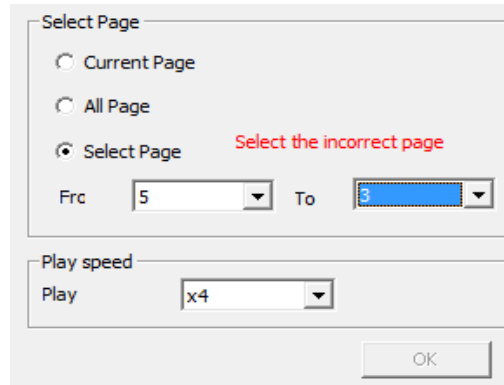 Select Page
Current Page
All Page
Select Page Select the incorrect page
Frc 5 To 3
Play speed
Play x4
OK